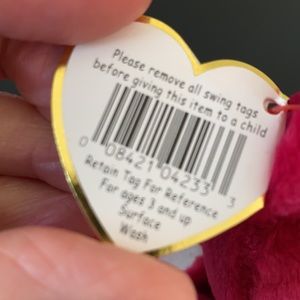 Please remove all swing tags
before giving this item to a child
0 08421 04233 3
Retain Tag For Reference
For ages 3 and up
Surface
Wash